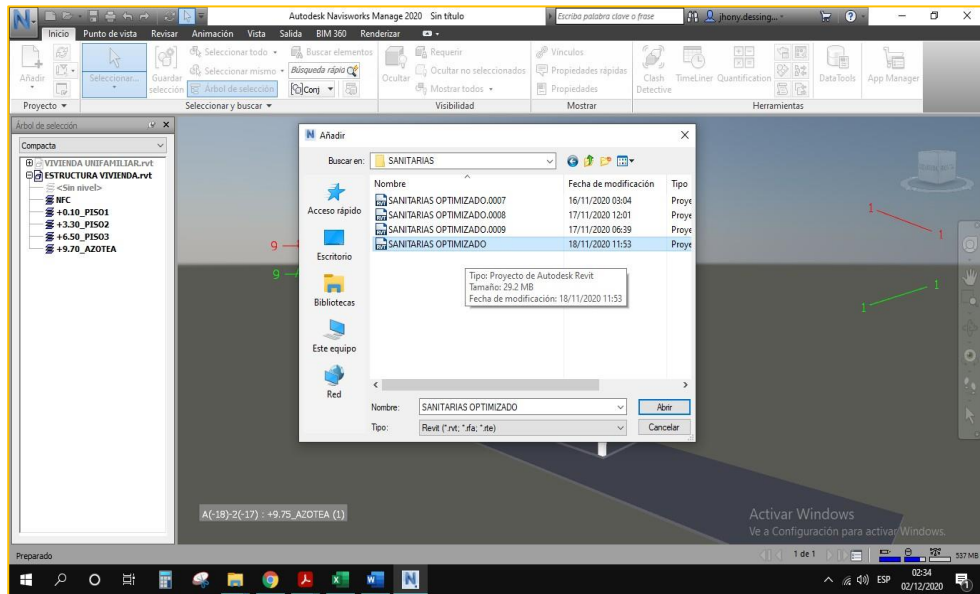 Autodesk Navisworks Manage 2020 Sin título
Escriba palabra clave o frase
jhony.dessing...
Inicio Punto de vista Revisar Animación Vista Salida BIM 360 Renderizar
Añadir
Seleccionar...
Guardar selección
Seleccionar todo
Seleccionar mismo
Árbol de selección
Buscar elementos
Búsqueda rápida
Conj
Ocultar
Requerir
Ocultar no seleccionados
Mostrar todos
Vínculos
Propiedades rápidas
Propiedades
Clash Detective
TimeLiner
Quantification
DataTools
App Manager
Proyecto
Seleccionar y buscar
Visibilidad
Mostrar
Herramientas
Árbol de selección
Compacta
VIVIENDA UNIFAMILIAR.rvt
ESTRUCTURA VIVIENDA.rvt
<Sin nivel>
NFC
+0.10_PISO1
+3.30_PISO2
+6.50_PISO3
+9.70_AZOTEA
Añadir
Buscar en: SANITARIAS
Nombre Fecha de modificación Tipo
SANITARIAS OPTIMIZADO.0007 16/11/2020 03:04 Proye
SANITARIAS OPTIMIZADO.0008 17/11/2020 12:01 Proye
SANITARIAS OPTIMIZADO.0009 17/11/2020 06:39 Proye
SANITARIAS OPTIMIZADO 18/11/2020 11:53 Proye
Tipo: Proyecto de Autodesk Revit
Tamaño: 29.2 MB
Fecha de modificación: 18/11/2020 11:53
Acceso rápido
Escritorio
Bibliotecas
Este equipo
Red
Nombre: SANITARIAS OPTIMIZADO
Abrir
Tipo: Revit (*.rvt; *.rfa; *.rte)
Cancelar
9
9
1
1
1
1
A(-18)-2(-17) : +9.75_AZOTEA (1)
Activar Windows
Ve a Configuración para activar Windows.
Preparado
1 de 1
537 MB
ESP
02:34
02/12/2020